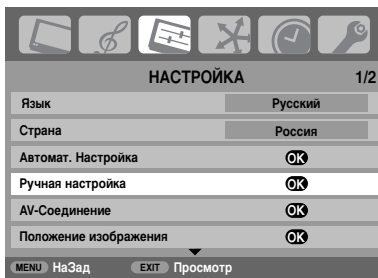 НАСТРОЙКА 1/2
Язык Русский
Страна Россия
Автомат. Настройка OK
Ручная настройка OK
AV-Соединение OK
Положение изображения OK
MENU НаЗад EXIT Просмотр